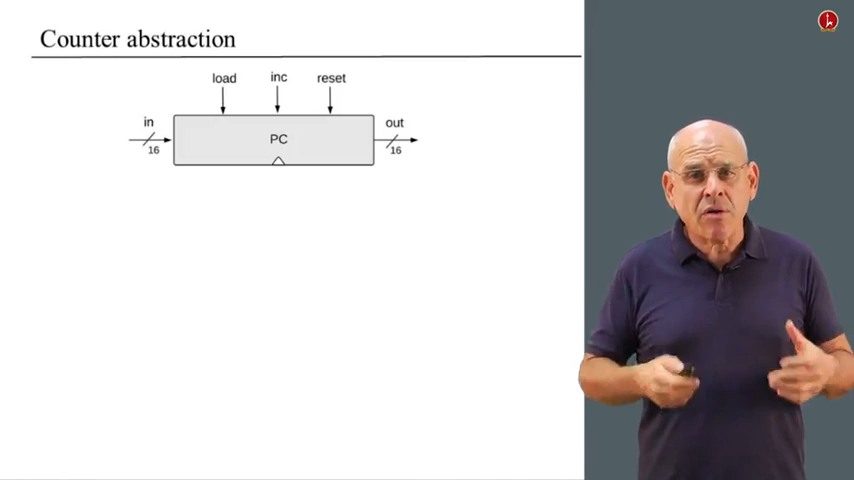 Counter abstraction
load inc reset
in PC out
16 16